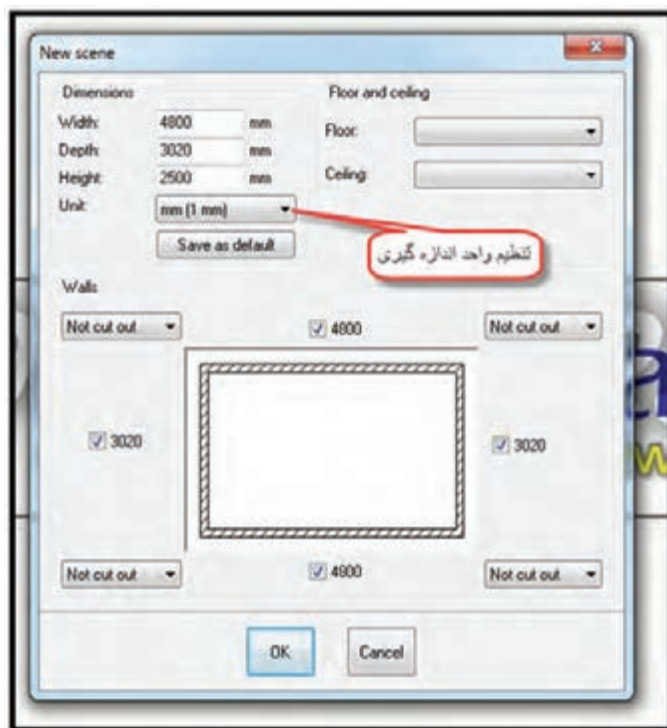 New scene
Dimensions
Width: 4800 mm
Depth: 3020 mm
Height: 2500 mm
Unit: mm (1 mm)
Save as default
Floor and ceiling
Floor:
Ceiling:
تنظیم واحد اندازه گیری
Walls
Not cut out 4800 Not cut out
3020 3020
Not cut out 4800 Not cut out
OK Cancel